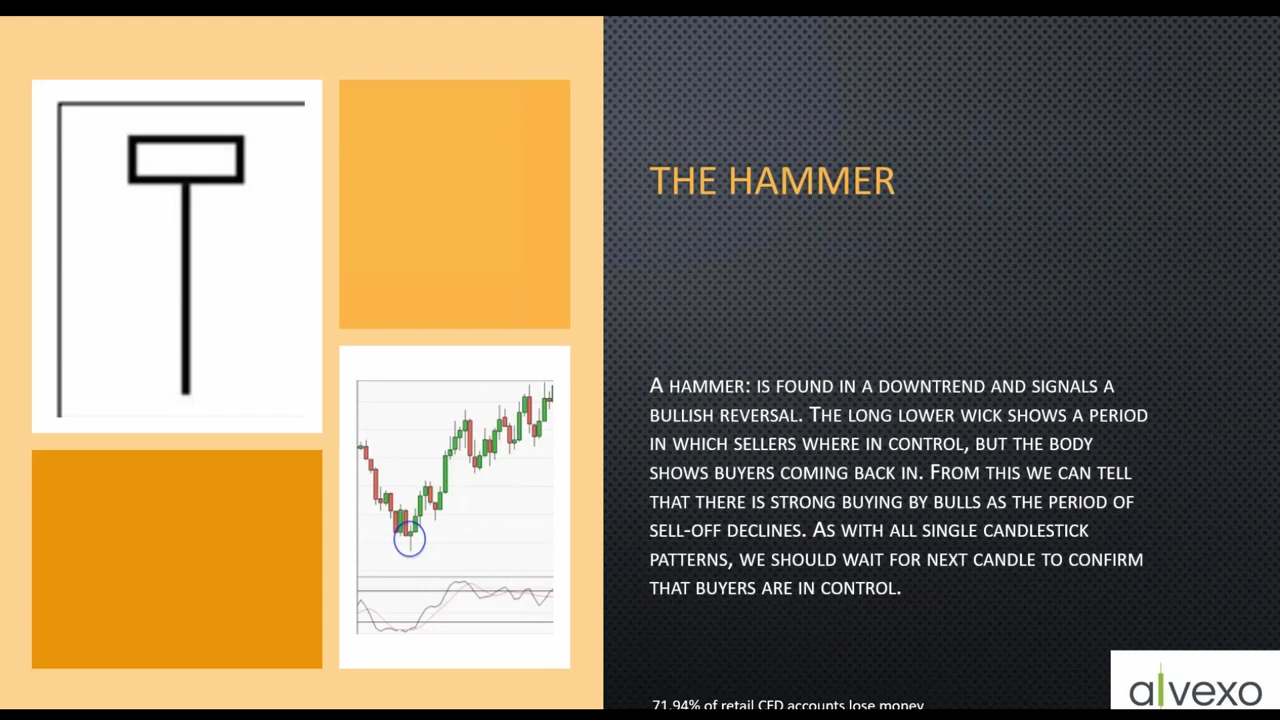 THE HAMMER
A HAMMER: IS FOUND IN A DOWNTREND AND SIGNALS A
BULLISH REVERSAL. THE LONG LOWER WICK SHOWS A PERIOD
IN WHICH SELLERS WHERE IN CONTROL, BUT THE BODY
SHOWS BUYERS COMING BACK IN. FROM THIS WE CAN TELL
THAT THERE IS STRONG BUYING BY BULLS AS THE PERIOD OF
SELL-OFF DECLINES. AS WITH ALL SINGLE CANDLESTICK
PATTERNS, WE SHOULD WAIT FOR NEXT CANDLE TO CONFIRM
THAT BUYERS ARE IN CONTROL.
71.94% of retail CFD accounts lose money
alvexo